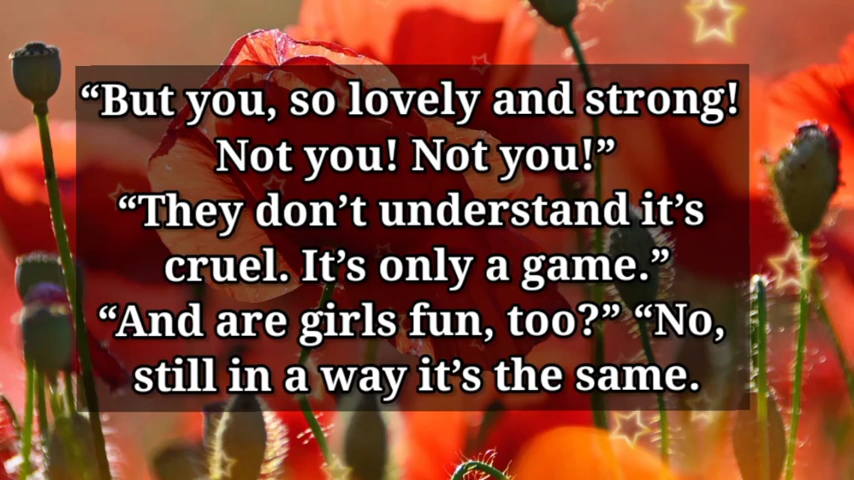 “But you, so lovely and strong!
Not you! Not you!”
“They don’t understand it’s
cruel. It’s only a game.”
“And are girls fun, too?” “No,
still in a way it’s the same.